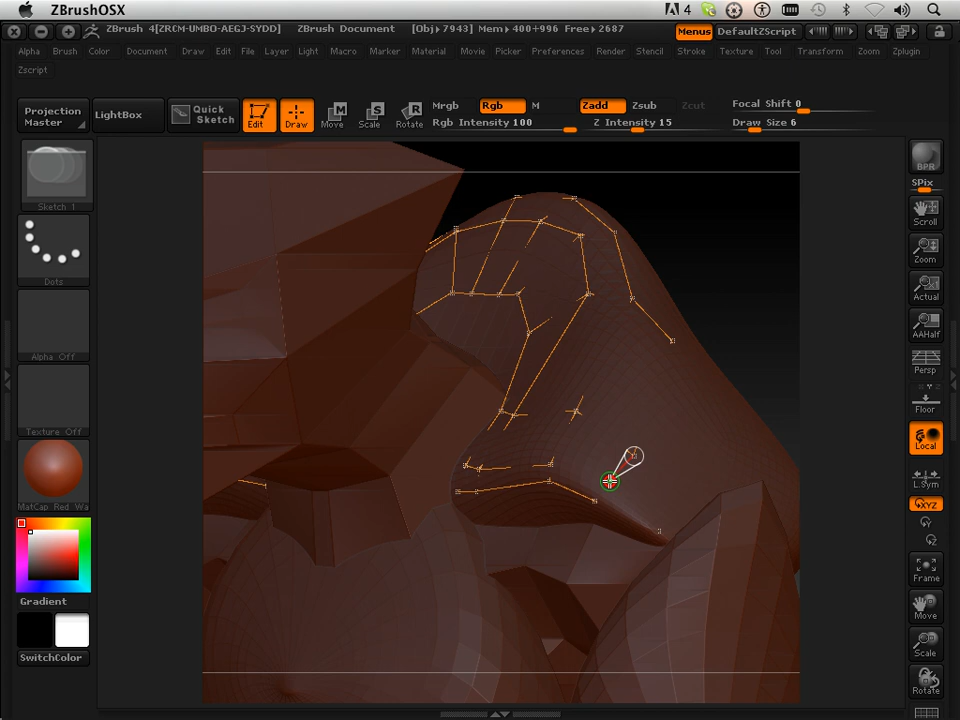 ZBrushOSX
4
ZBrush 4[ZRCM-UMBO-AEGJ-SYDD] ZBrush Document [Obj▸7943] Mem▸400+996 Free▸2687 Menus DefaultZScript
Alpha Brush Color Document Draw Edit File Layer Light Macro Marker Material Movie Picker Preferences Render Stencil Stroke Texture Tool Transform Zoom Zplugin
Zscript
Projection Master
LightBox
Quick Sketch
Edit
Draw
Move
Scale
Rotate
Mrgb Rgb M Zadd Zsub Zcut Focal Shift 0
Rgb Intensity 100 Z Intensity 15 Draw Size 6
Sketch 1
Dots
Alpha Off
Texture Off
MatCap Red Wa
Gradient
SwitchColor
BPR
SPix
Scroll
Zoom
Actual
AAHalf
Persp
Floor
Local
L.Sym
XYZ
Y
Z
Frame
Move
Scale
Rotate